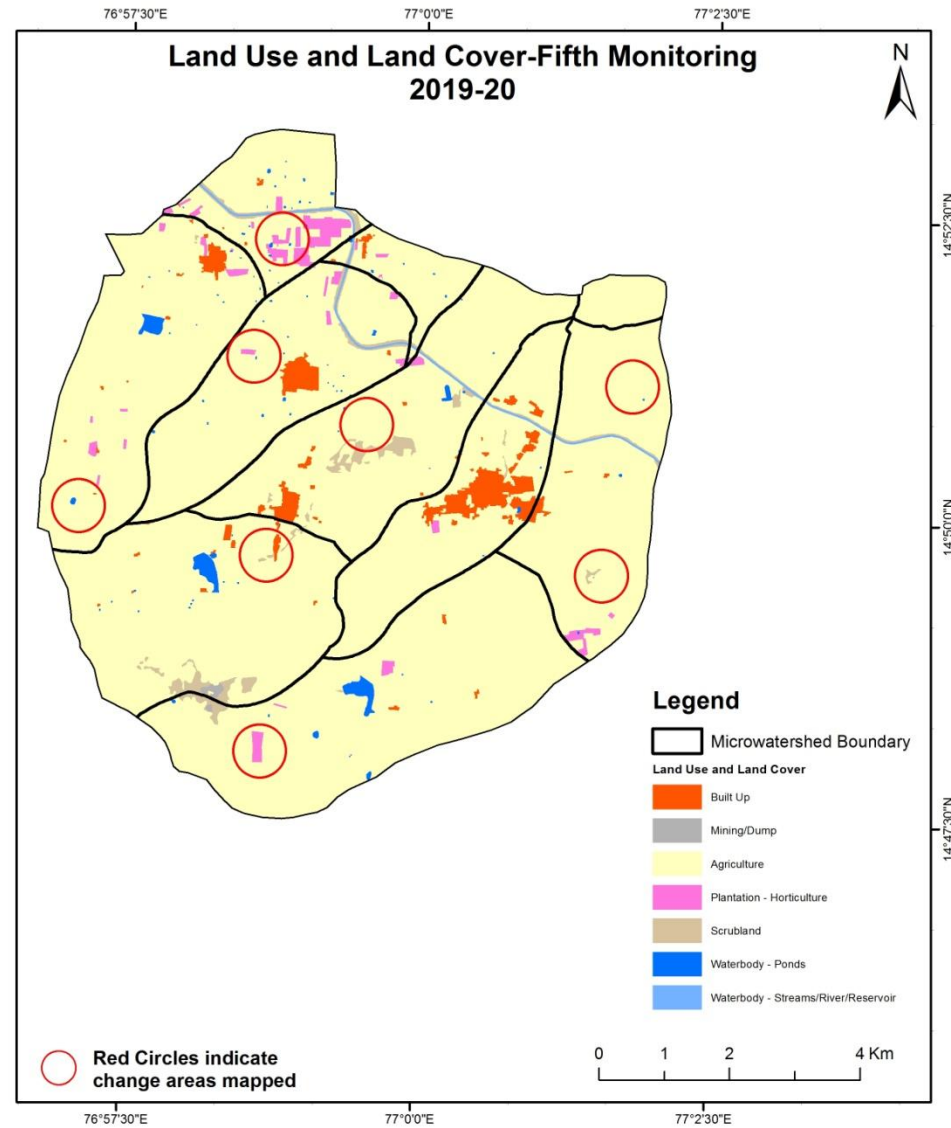 76°57'30"E 77°0'0"E 77°2'30"E
Land Use and Land Cover-Fifth Monitoring
2019-20
N
14°52'30"N
14°50'0"N
14°47'30"N
Legend
Microwatershed Boundary
Land Use and Land Cover
Built Up
Mining/Dump
Agriculture
Plantation - Horticulture
Scrubland
Waterbody - Ponds
Waterbody - Streams/River/Reservoir
Red Circles indicate
change areas mapped
0 1 2 4 Km
76°57'30"E 77°0'0"E 77°2'30"E